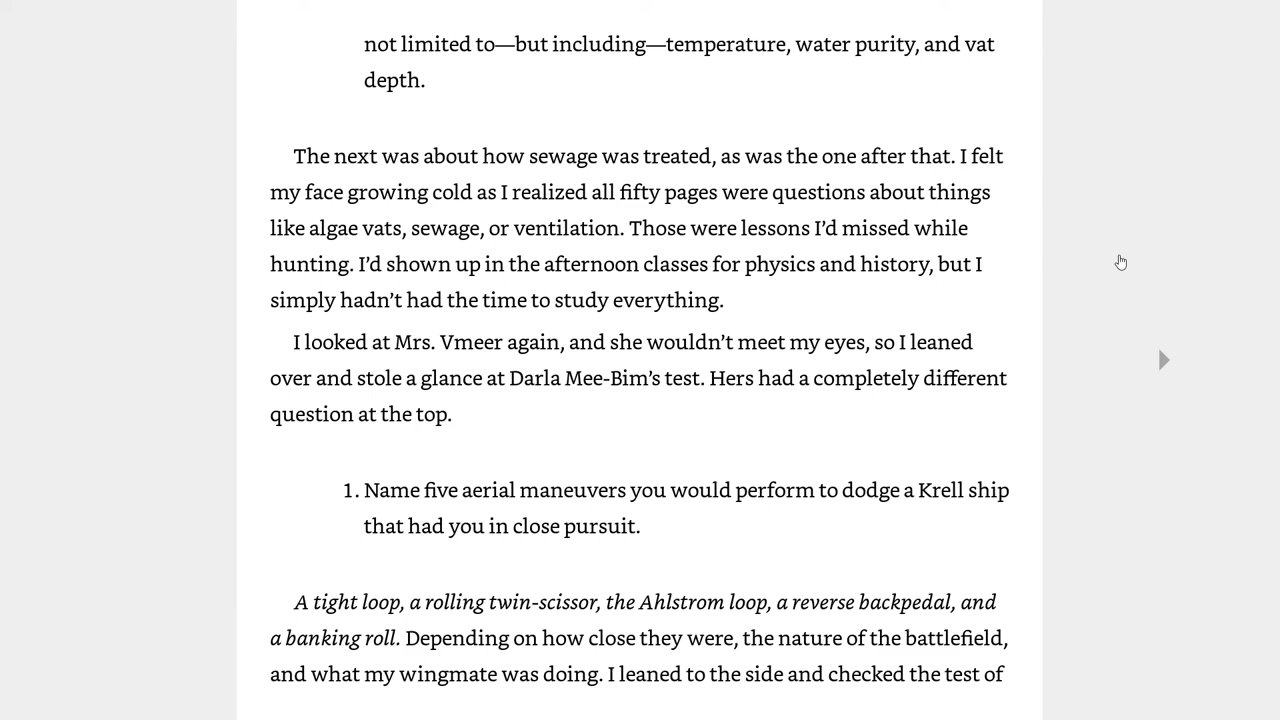 not limited to—but including—temperature, water purity, and vat
depth.
The next was about how sewage was treated, as was the one after that. I felt
my face growing cold as I realized all fifty pages were questions about things
like algae vats, sewage, or ventilation. Those were lessons I’d missed while
hunting. I’d shown up in the afternoon classes for physics and history, but I
simply hadn’t had the time to study everything.
I looked at Mrs. Vmeer again, and she wouldn’t meet my eyes, so I leaned
over and stole a glance at Darla Mee-Bim’s test. Hers had a completely different
question at the top.
1. Name five aerial maneuvers you would perform to dodge a Krell ship
that had you in close pursuit.
A tight loop, a rolling twin-scissor, the Ahlstrom loop, a reverse backpedal, and
a banking roll. Depending on how close they were, the nature of the battlefield,
and what my wingmate was doing. I leaned to the side and checked the test of